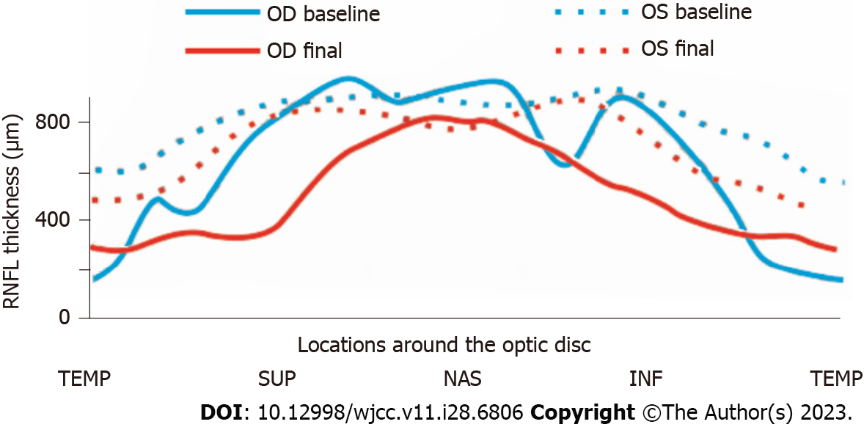 OD baseline OS baseline
OD final OS final
RNFL thickness (μm)
800
400
0
Locations around the optic disc
TEMP SUP NAS INF TEMP
DOI: 10.12998/wjcc.v11.i28.6806 Copyright ©The Author(s) 2023.